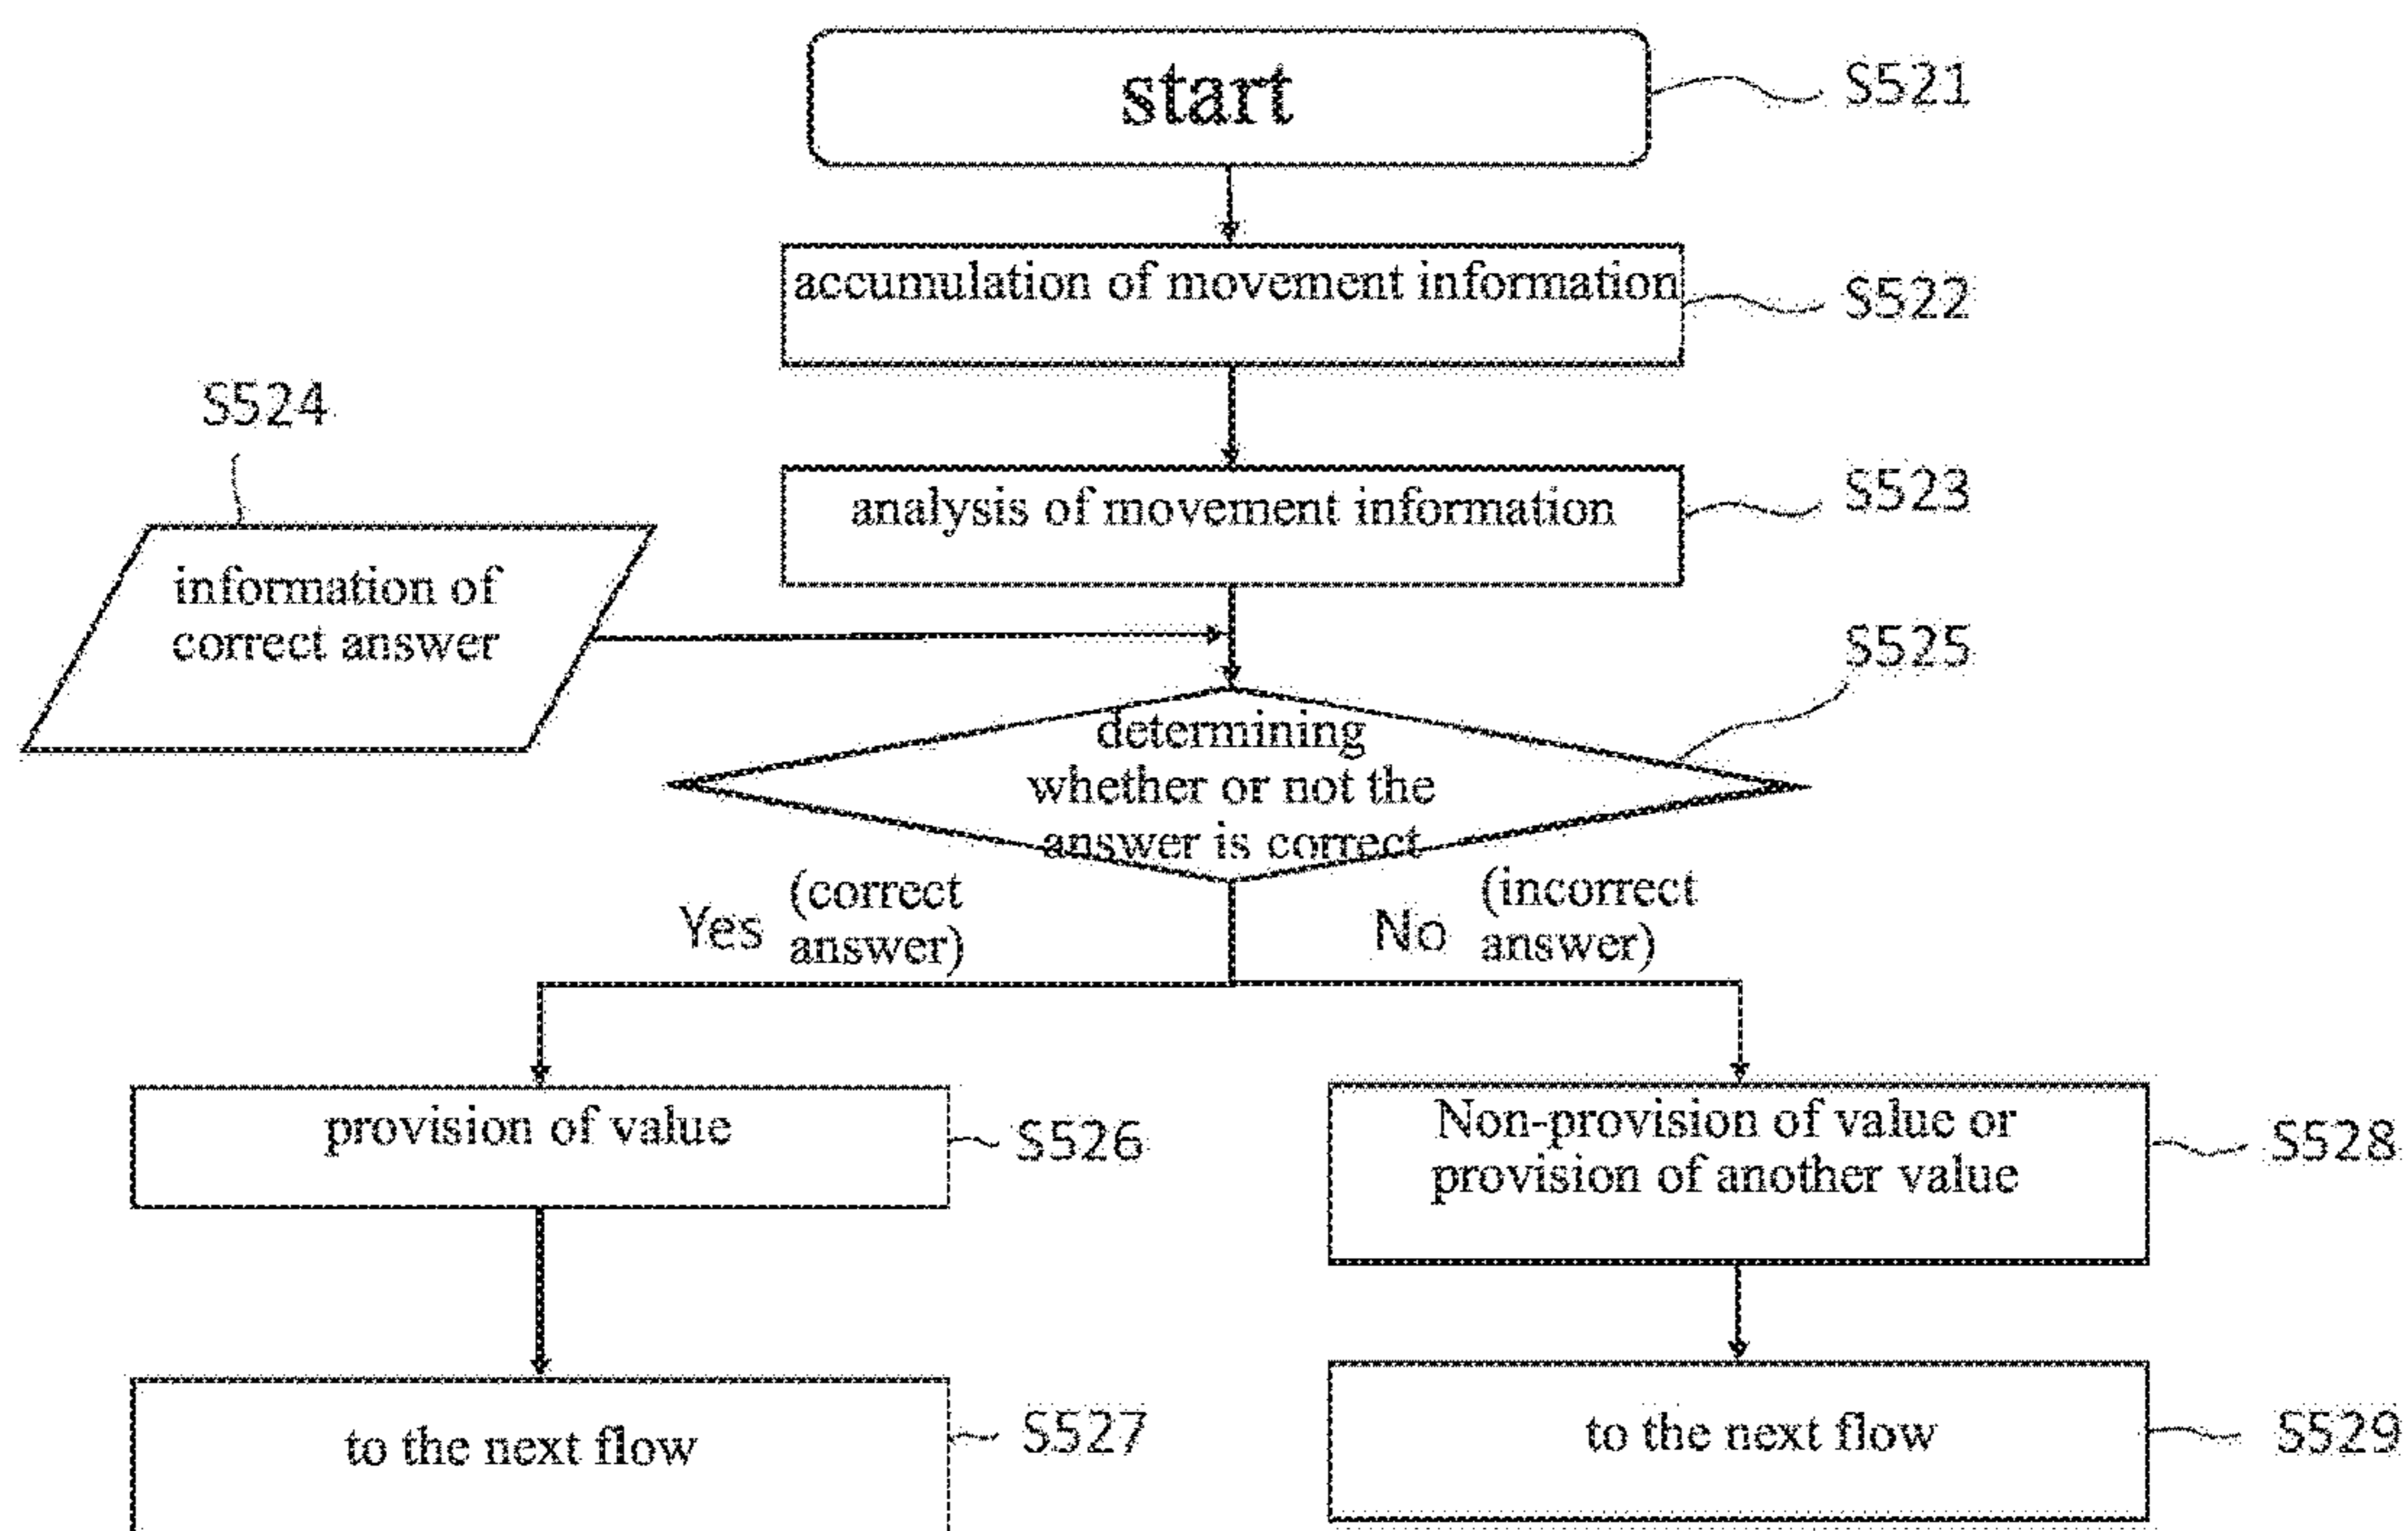 start
S521
accumulation of movement information
S522
S524
analysis of movement information
S523
information of
correct answer
S525
determining
whether or not the
answer is correct
Yes
(correct
answer)
No
(incorrect
answer)
provision of value
S526
Non-provision of value or
provision of another value
S528
to the next flow
S527
to the next flow
S529